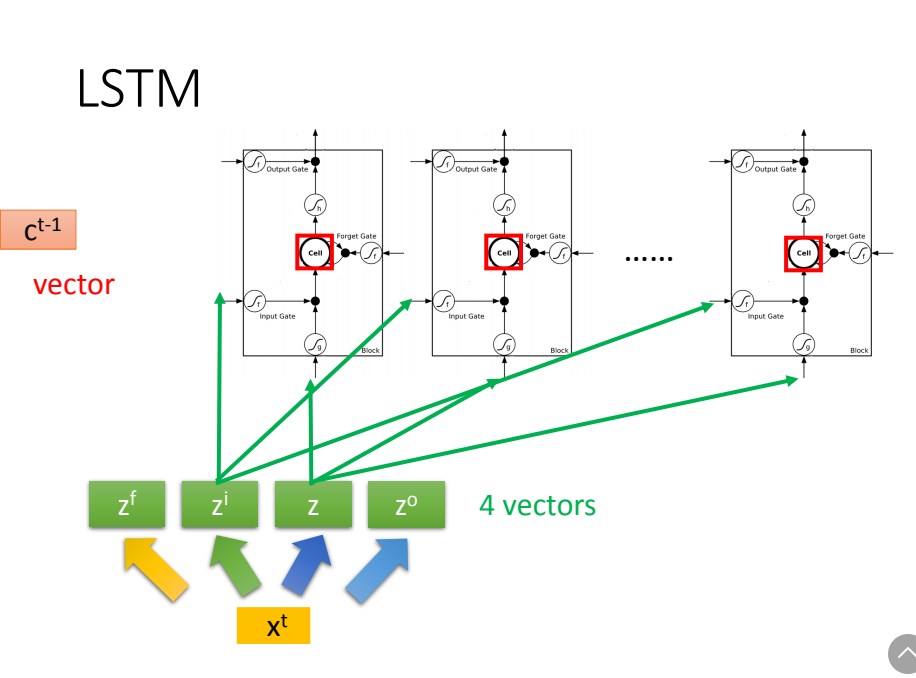 LSTM
Output Gate
Output Gate
Output Gate
f
f
f
h
h
h
c^t-1
Forget Gate
Forget Gate
Forget Gate
Cell
Cell
Cell
f
f
f
......
vector
f
f
f
Input Gate
Input Gate
Input Gate
g
g
g
Block
Block
Block
z^f
z^i
z
z^o
4 vectors
x^t